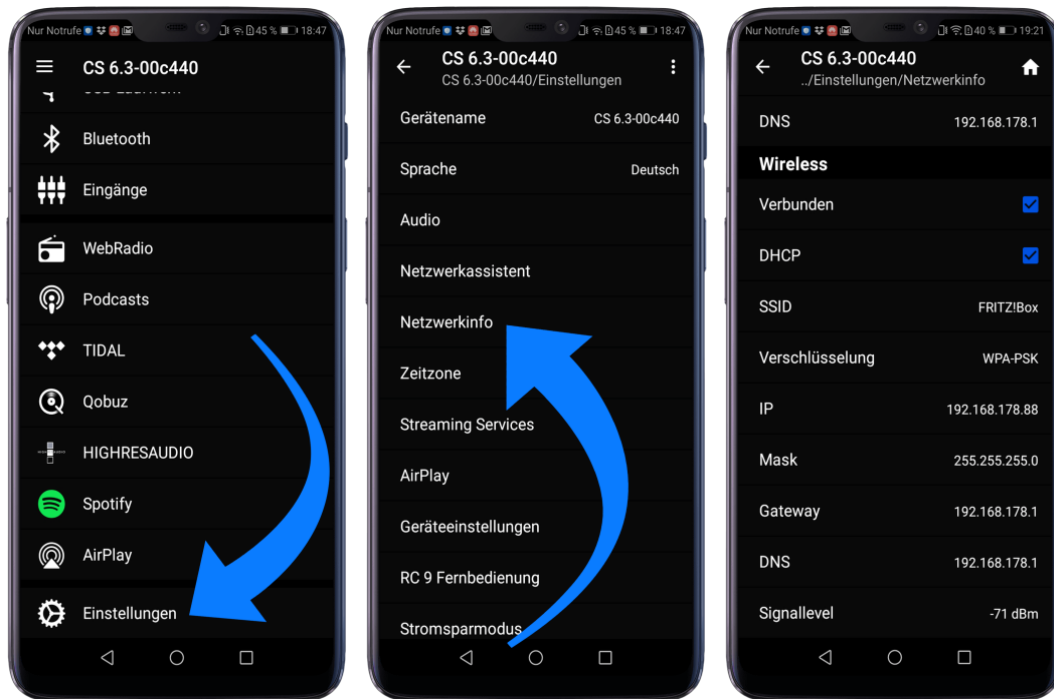 Nur Notrufe 45 % 18:47
CS 6.3-00c440
Bluetooth
Eingänge
WebRadio
Podcasts
TIDAL
Qobuz
HIGHRESAUDIO
Spotify
AirPlay
Einstellungen
Nur Notrufe 45 % 18:47
CS 6.3-00c440
CS 6.3-00c440/Einstellungen
Gerätename CS 6.3-00c440
Sprache Deutsch
Audio
Netzwerkassistent
Netzwerkinfo
Zeitzone
Streaming Services
AirPlay
Geräteeinstellungen
RC 9 Fernbedienung
Stromsparmodus
Nur Notrufe 40 % 19:21
CS 6.3-00c440
../Einstellungen/Netzwerkinfo
DNS 192.168.178.1
Wireless
Verbunden
DHCP
SSID FRITZ!Box
Verschlüsselung WPA-PSK
IP 192.168.178.88
Mask 255.255.255.0
Gateway 192.168.178.1
DNS 192.168.178.1
Signallevel -71 dBm